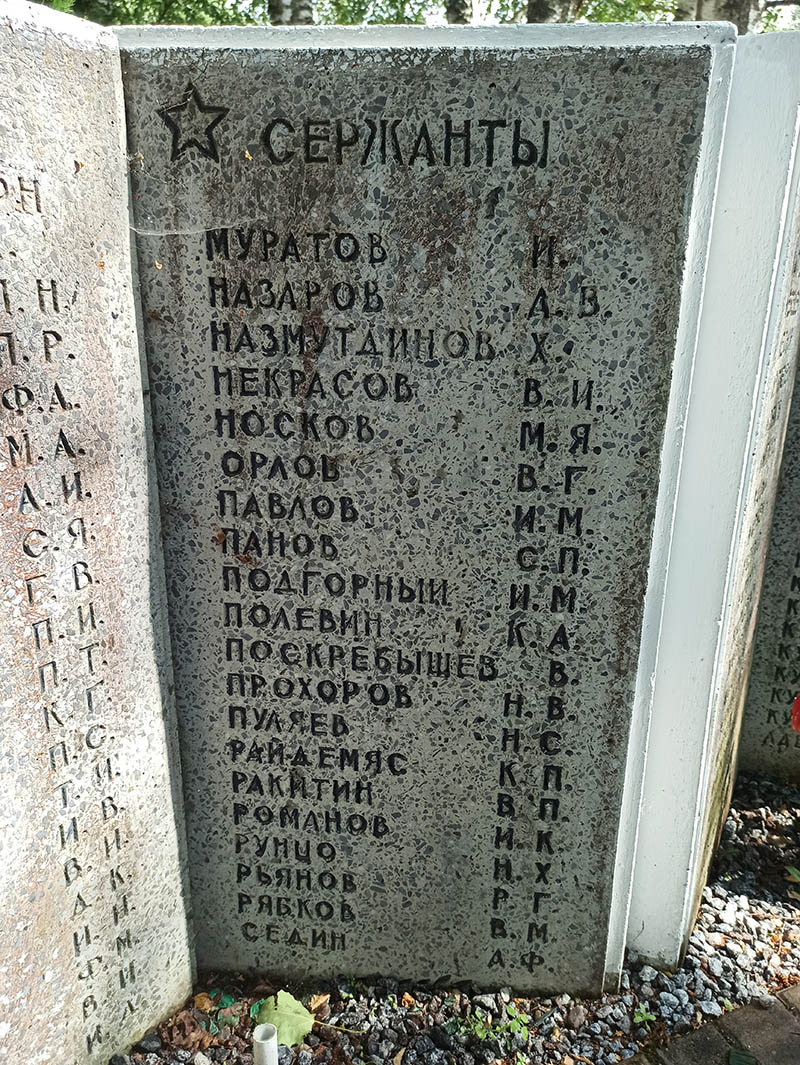 Ф.А.
М.А.
А.И.
С.Я.
Г.В.
П.И.
П.Т.
К.Г.
П.С.
Т.И.
И.В.
В.И.
Д.К.
И.Н.
Ф.М.
В.И.
СЕРЖАНТЫ
МУРАТОВ И.
НАЗАРОВ А.В.
НАЗМУТДИНОВ Х.
НЕКРАСОВ В.И.
НОСКОВ М.Я.
ОРЛОВ В.Г.
ПАВЛОВ И.М.
ПАНОВ С.П.
ПОДГОРНЫЙ И.М.
ПОЛЕВИН К.А.
ПОСКРЕБЫШЕВ В.
ПРОХОРОВ Н.В.
ПУЛЯЕВ Н.С.
РАЙДЕМЯС К.П.
РАКИТИН В.П.
РОМАНОВ И.К.
РУНЦО Н.Х
РЬЯНОВ Р.Г.
РЯБКОВ В.М.
СЕДИН А.Ф.